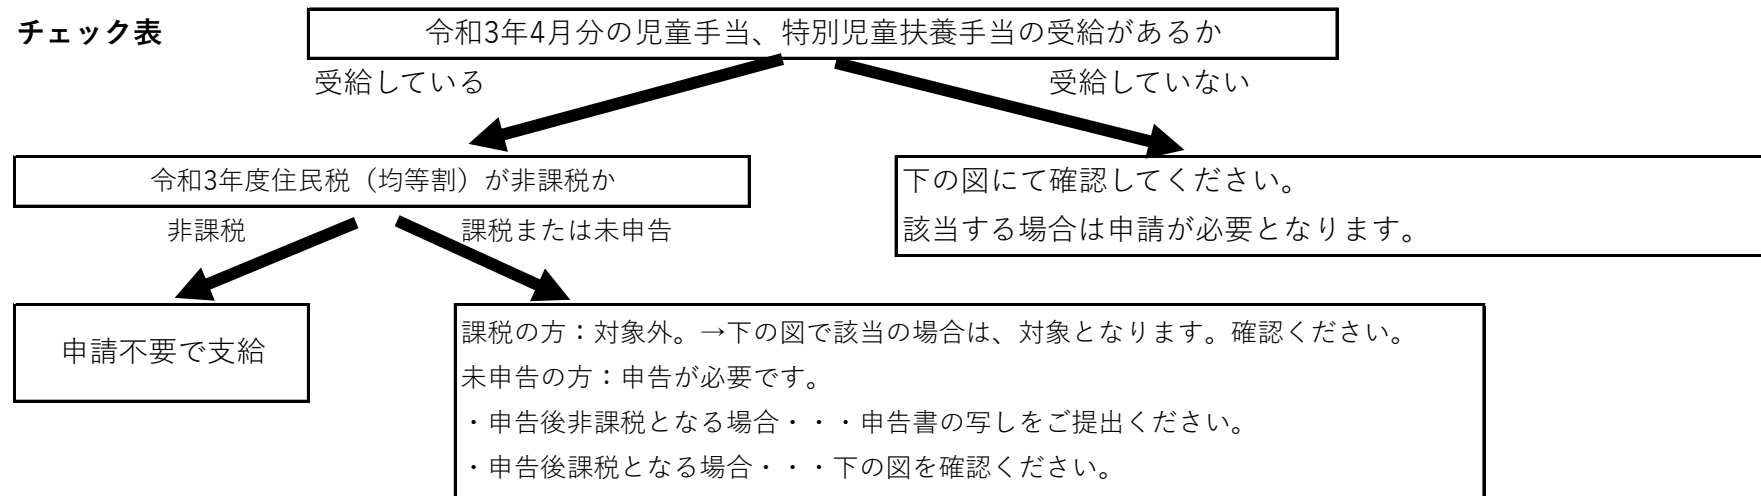 チェック表
令和3年4月分の児童手当、特別児童扶養手当の受給があるか
受給している
受給していない
令和3年度住民税（均等割）が非課税か
下の図にて確認してください。
該当する場合は申請が必要となります。
非課税
課税または未申告
申請不要で支給
課税の方：対象外。→下の図で該当の場合は、対象となります。確認ください。
未申告の方：申告が必要です。
・申告後非課税となる場合・・・申告書の写しをご提出ください。
・申告後課税となる場合・・・下の図を確認ください。